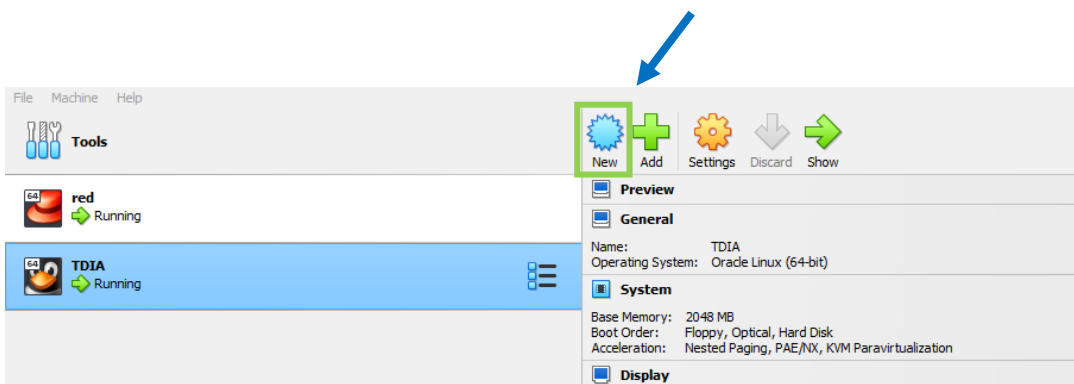 File Machine Help
Tools
New Add Settings Discard Show
64
red
Running
64
TDIA
Running
Preview
General
Name: TDIA
Operating System: Oracle Linux (64-bit)
System
Base Memory: 2048 MB
Boot Order: Floppy, Optical, Hard Disk
Acceleration: Nested Paging, PAE/NX, KVM Paravirtualization
Display